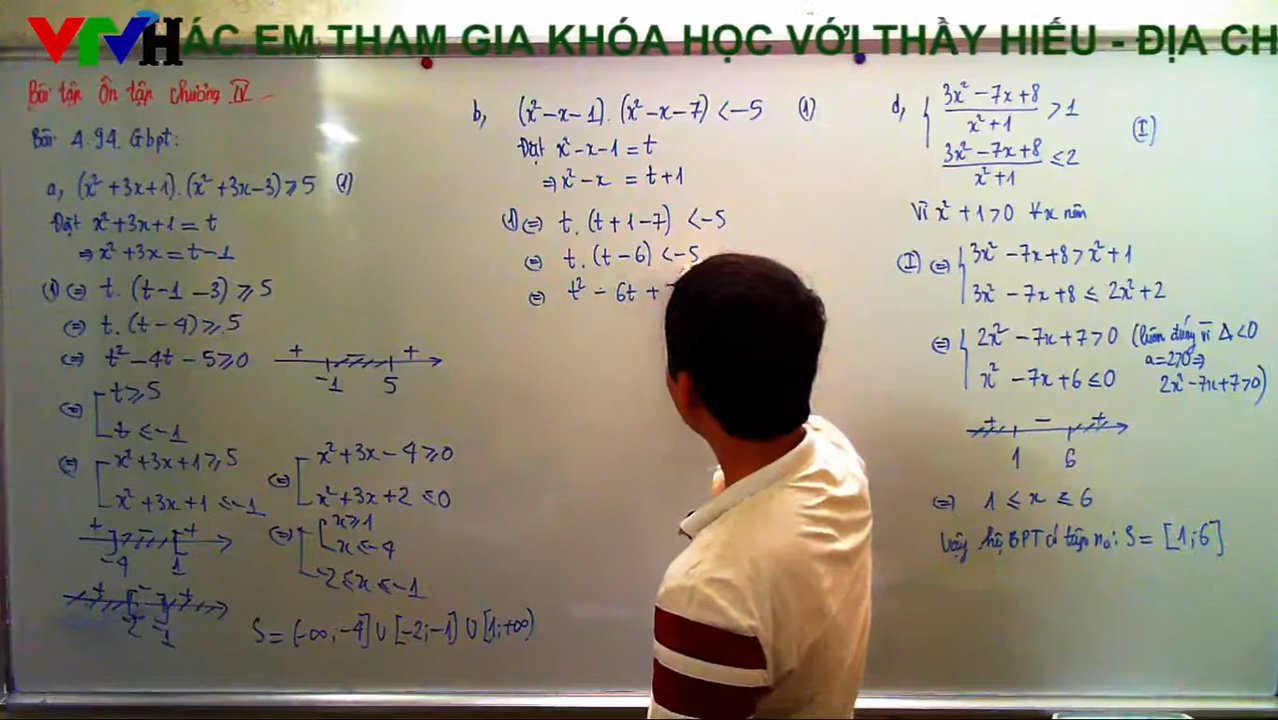 VTVH
ÁC EM THAM GIA KHÓA HỌC VỚI THẦY HIẾU - ĐỊA CH
Bài tập Ôn tập chương IV
Bài 4.94. Gbpt:
a, (x²+3x+1).(x²+3x-3)≥5 (1)
Đặt x²+3x+1=t
⇒x²+3x=t-1
(1)⇔ t.(t-1-3)≥5
⇔ t.(t-4)≥5
⇔ t²-4t-5≥0
+ - +
-1 5
⇔ [ t≥5
t≤-1
⇔ [ x²+3x+1≥5
x²+3x+1≤-1
⇔ [ x²+3x-4≥0
x²+3x+2≤0
+ - +
-4 1
+ - +
-2 -1
⇔ [ [ x≥1
x≤-4
-2≤x≤-1
S=(-∞;-4]∪[-2;-1]∪[1;+∞)
b, (x²-x-1).(x²-x-7)<-5 (1)
Đặt x²-x-1=t
⇒x²-x=t+1
(1)⇔ t.(t+1-7)<-5
⇔ t.(t-6)<-5
⇔ t²-6t+
d, { (3x²-7x+8)/(x²+1) >1
(3x²-7x+8)/(x²+1) ≤2 (I)
Vì x²+1>0 ∀x nên
(I)⇔ { 3x²-7x+8>x²+1
3x²-7x+8≤2x²+2
⇔ { 2x²-7x+7>0 (luôn đúng vì Δ<0
a=2>0⇒
x²-7x+6≤0 2x²-7x+7>0)
+ - +
1 6
⇔ 1≤x≤6
Vậy hệ BPT có tập n₀: S=[1;6]